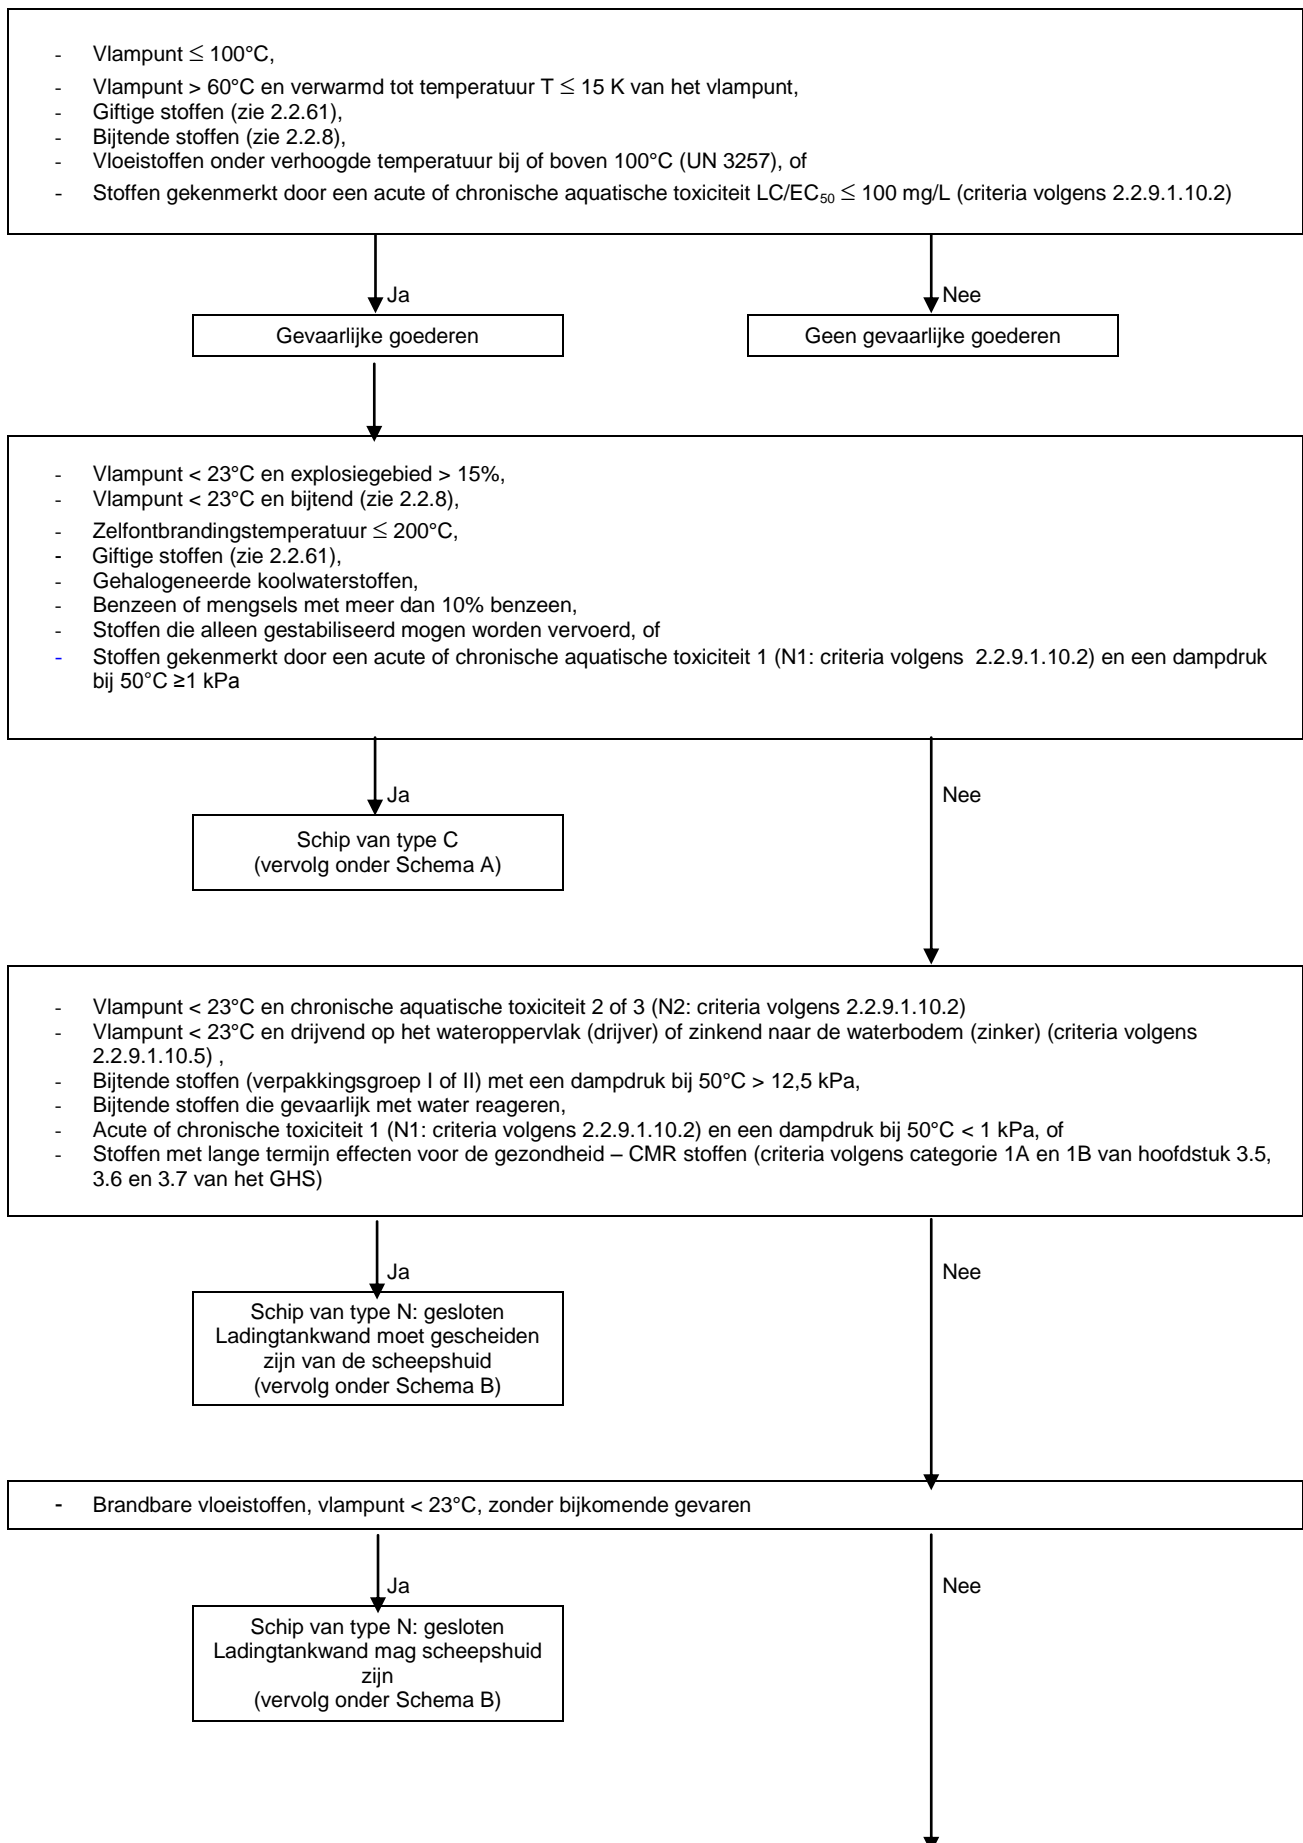 - Vlampunt ≤ 100°C,
- Vlampunt > 60°C en verwarmd tot temperatuur T ≤ 15 K van het vlampunt,
- Giftige stoffen (zie 2.2.61),
- Bijtende stoffen (zie 2.2.8),
- Vloeistoffen onder verhoogde temperatuur bij of boven 100°C (UN 3257), of
- Stoffen gekenmerkt door een acute of chronische aquatische toxiciteit LC/EC50 ≤ 100 mg/L (criteria volgens 2.2.9.1.10.2)
Ja
Nee
Gevaarlijke goederen
Geen gevaarlijke goederen
- Vlampunt < 23°C en explosiegebied > 15%,
- Vlampunt < 23°C en bijtend (zie 2.2.8),
- Zelfontbrandingstemperatuur ≤ 200°C,
- Giftige stoffen (zie 2.2.61),
- Gehalogeneerde koolwaterstoffen,
- Benzeen of mengsels met meer dan 10% benzeen,
- Stoffen die alleen gestabiliseerd mogen worden vervoerd, of
- Stoffen gekenmerkt door een acute of chronische aquatische toxiciteit 1 (N1: criteria volgens 2.2.9.1.10.2) en een dampdruk
bij 50°C ≥1 kPa
Ja
Nee
Schip van type C
(vervolg onder Schema A)
- Vlampunt < 23°C en chronische aquatische toxiciteit 2 of 3 (N2: criteria volgens 2.2.9.1.10.2)
- Vlampunt < 23°C en drijvend op het wateroppervlak (drijver) of zinkend naar de waterbodem (zinker) (criteria volgens
2.2.9.1.10.5) ,
- Bijtende stoffen (verpakkingsgroep I of II) met een dampdruk bij 50°C > 12,5 kPa,
- Bijtende stoffen die gevaarlijk met water reageren,
- Acute of chronische toxiciteit 1 (N1: criteria volgens 2.2.9.1.10.2) en een dampdruk bij 50°C < 1 kPa, of
- Stoffen met lange termijn effecten voor de gezondheid – CMR stoffen (criteria volgens categorie 1A en 1B van hoofdstuk 3.5,
3.6 en 3.7 van het GHS)
Ja
Nee
Schip van type N: gesloten
Ladingtankwand moet gescheiden
zijn van de scheepshuid
(vervolg onder Schema B)
- Brandbare vloeistoffen, vlampunt < 23°C, zonder bijkomende gevaren
Ja
Nee
Schip van type N: gesloten
Ladingtankwand mag scheepshuid
zijn
(vervolg onder Schema B)